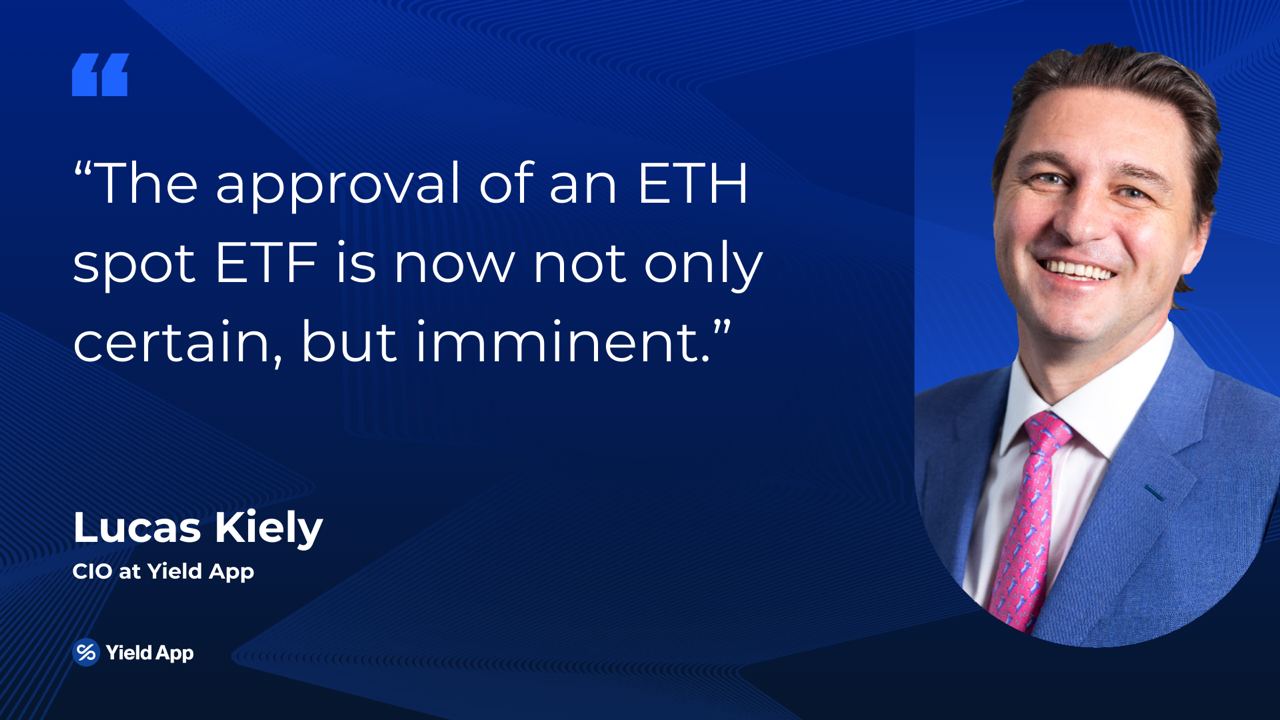 “The approval of an ETH
spot ETF is now not only
certain, but imminent.”
Lucas Kiely
CIO at Yield App
Yield App